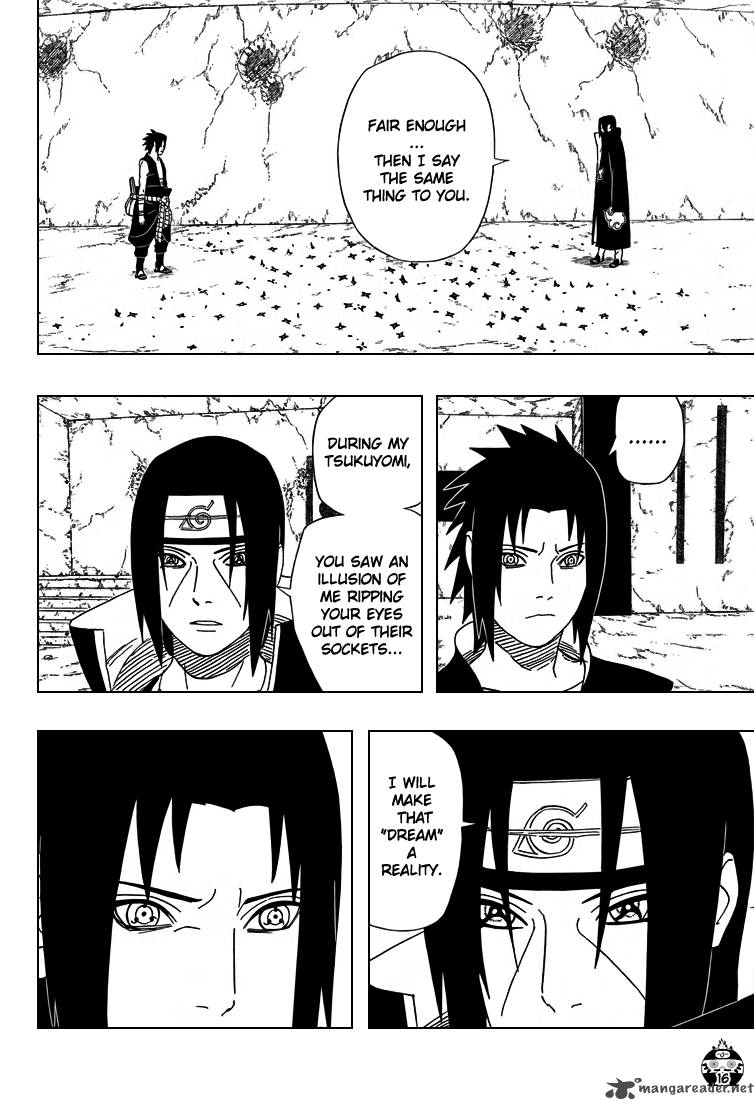 FAIR ENOUGH
...
THEN I SAY
THE SAME
THING TO
YOU.
......
DURING MY
TSUKUYOMI,
YOU SAW AN
ILLUSION OF
ME RIPPING
YOUR EYES
OUT OF THEIR
SOCKETS...
I WILL
MAKE
THAT
"DREAM"
A
REALITY.
16
mangareader.net